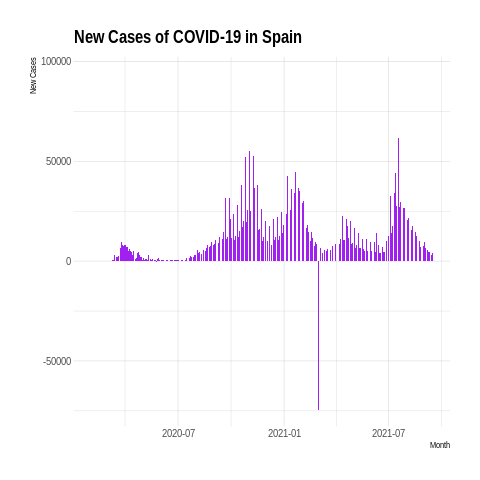 New Cases of COVID-19 in Spain
New Cases
100000
50000
0
-50000
2020-07
2021-01
2021-07
Month